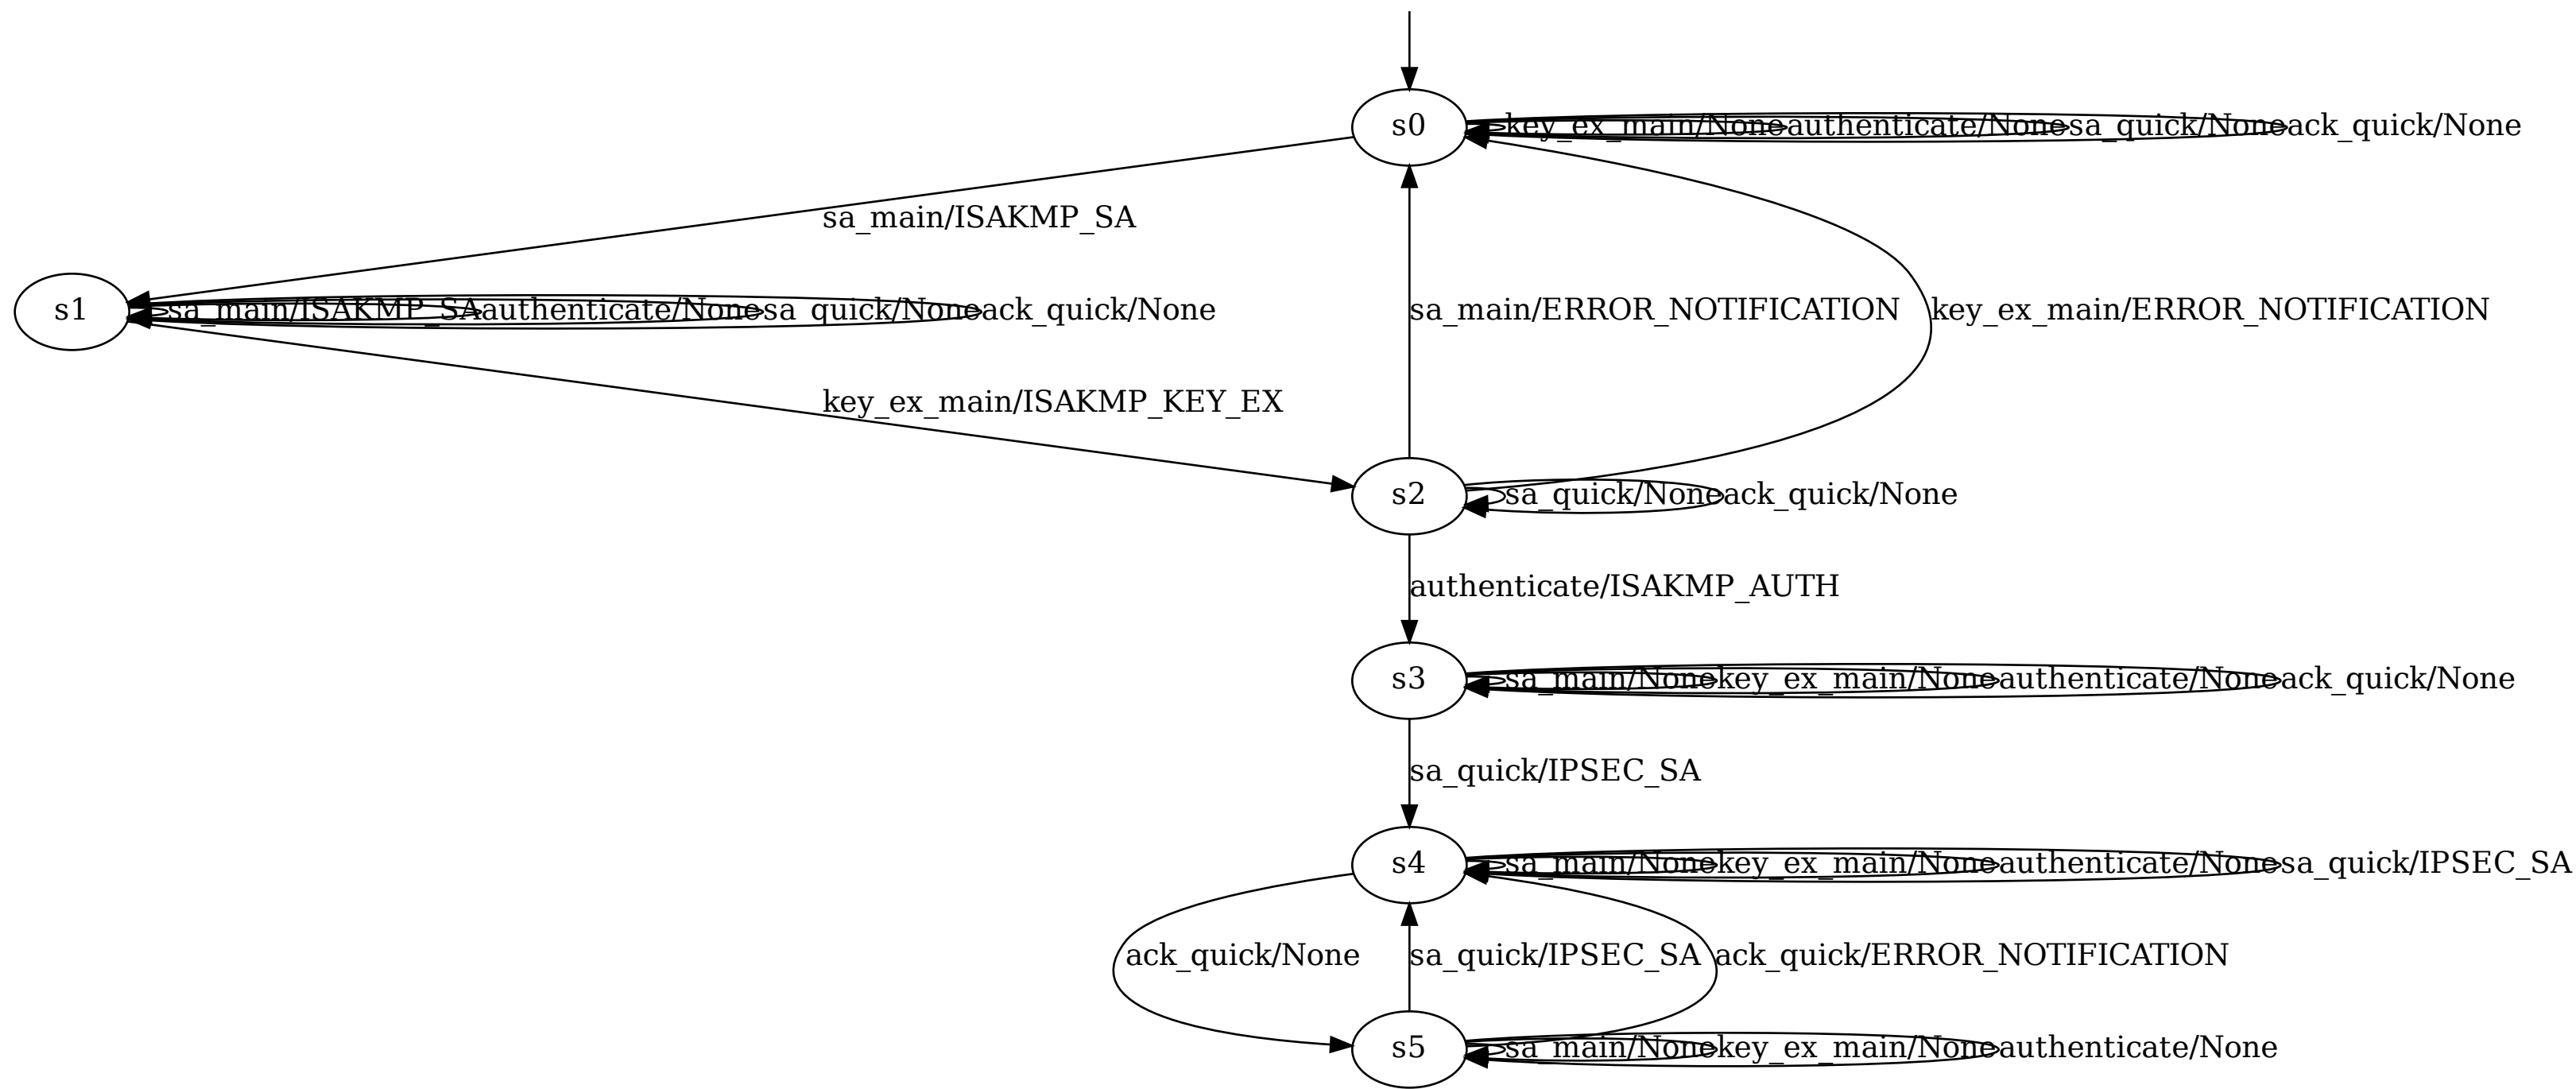 s0
key_ex_main/None
authenticate/None
sa_quick/None
ack_quick/None
sa_main/ISAKMP_SA
s1
sa_main/ISAKMP_SA
authenticate/None
sa_quick/None
ack_quick/None
sa_main/ERROR_NOTIFICATION
key_ex_main/ERROR_NOTIFICATION
key_ex_main/ISAKMP_KEY_EX
s2
sa_quick/None
ack_quick/None
authenticate/ISAKMP_AUTH
s3
sa_main/None
key_ex_main/None
authenticate/None
ack_quick/None
sa_quick/IPSEC_SA
s4
sa_main/None
key_ex_main/None
authenticate/None
sa_quick/IPSEC_SA
ack_quick/None
sa_quick/IPSEC_SA
ack_quick/ERROR_NOTIFICATION
s5
sa_main/None
key_ex_main/None
authenticate/None